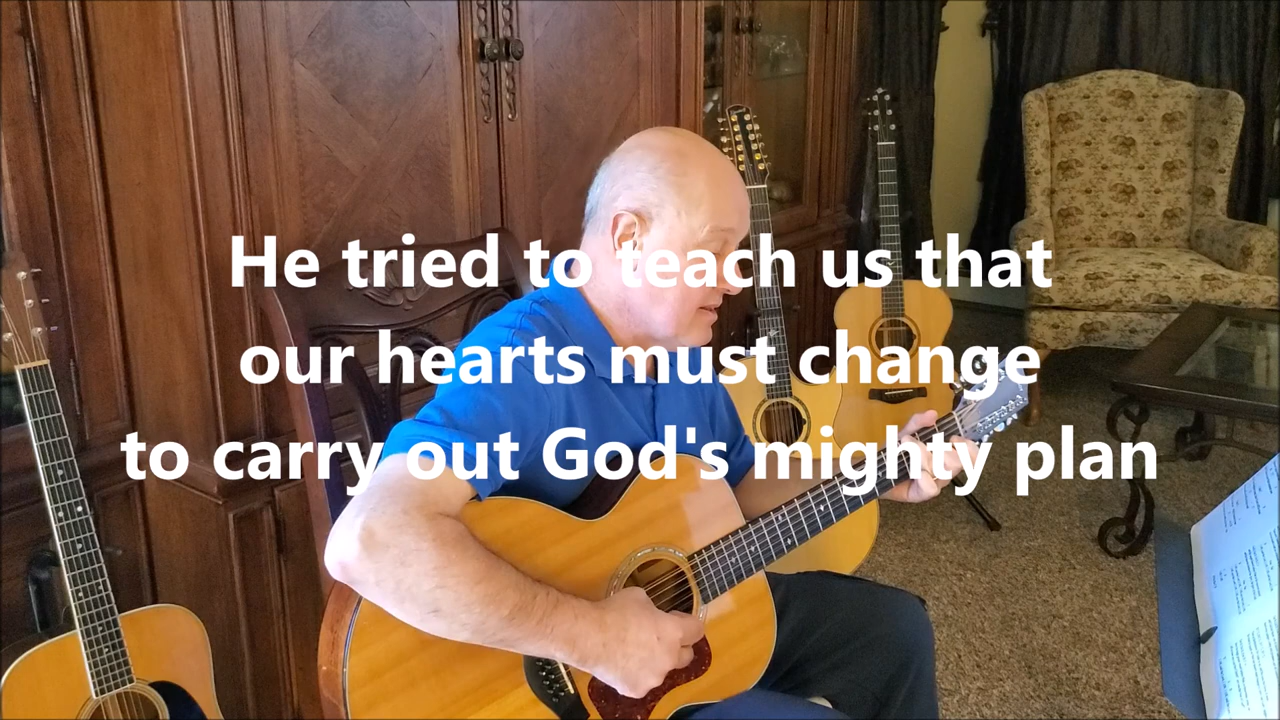 He tried to teach us that
our hearts must change
to carry out God's mighty plan